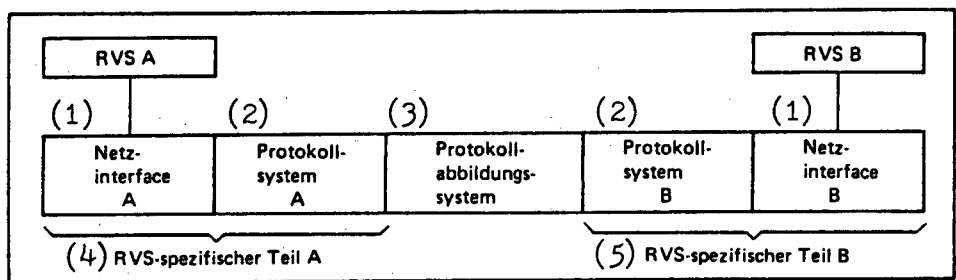 RVS A
RVS B
(1)
(2)
(3)
(2)
(1)
Netz-
interface
A
Protokoll-
system
A
Protokoll-
abbildungs-
system
Protokoll-
system
B
Netz-
interface
B
(4) RVS-spezifischer Teil A
(5) RVS-spezifischer Teil B